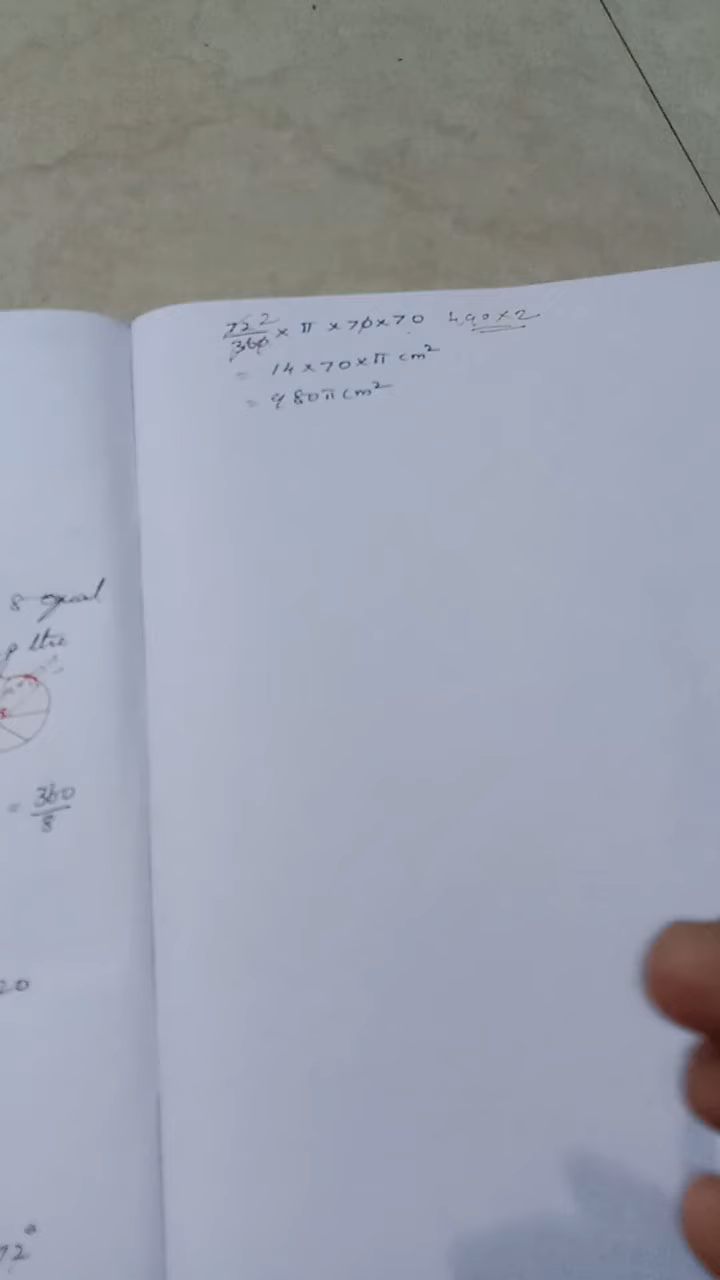 8 equal
the
= 360/8
20
72°
72/360 × π × 70 × 70 490 × 2
= 14 × 70 × π cm²
= 980π cm²